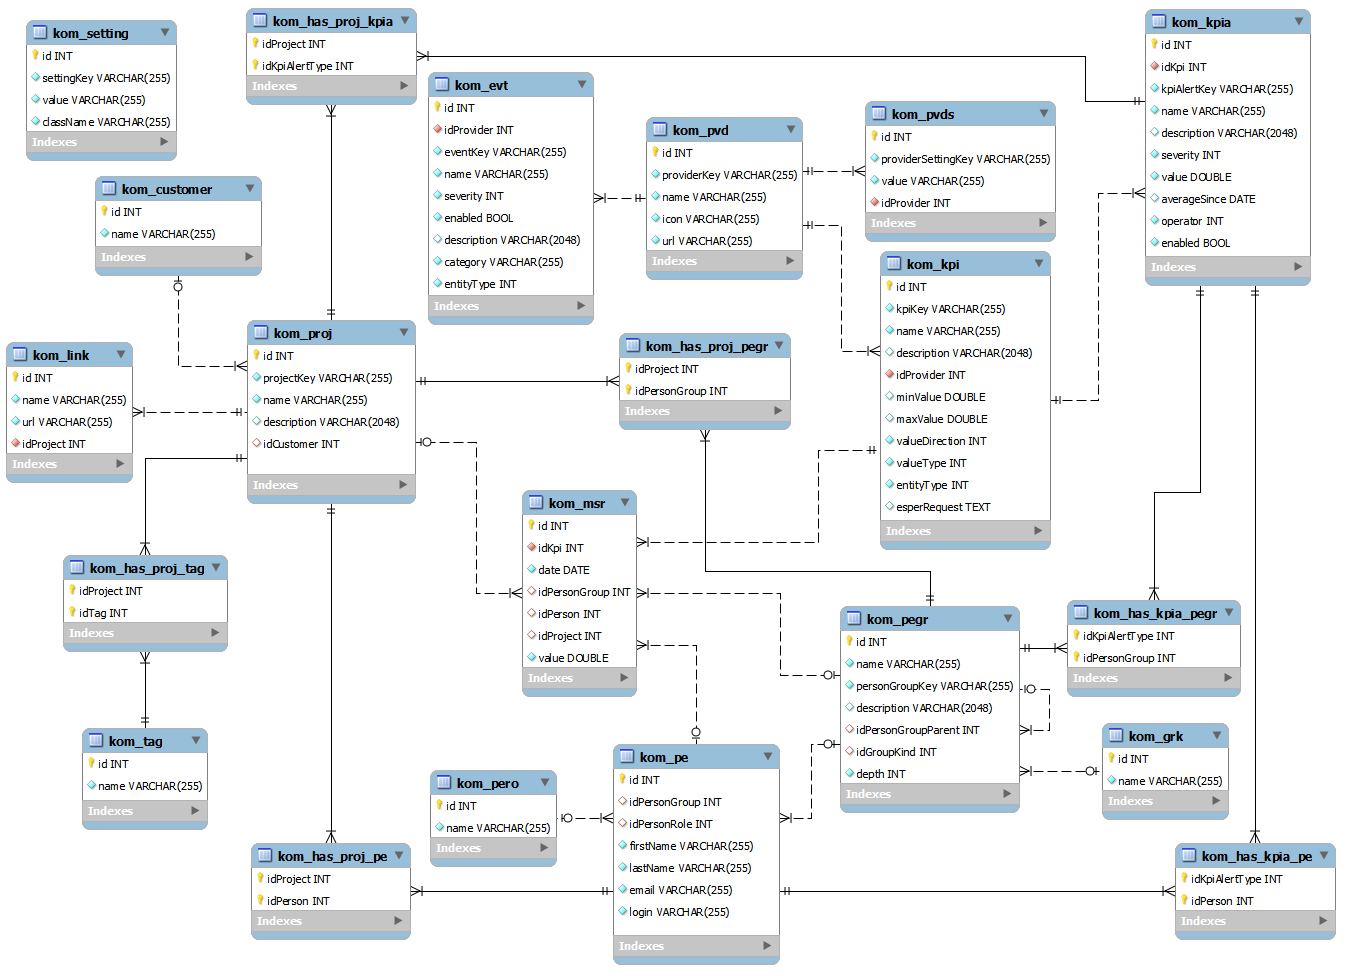 kom_setting
id INT
settingKey VARCHAR(255)
value VARCHAR(255)
className VARCHAR(255)
Indexes
kom_has_proj_kpia
idProject INT
idKpiAlertType INT
Indexes
kom_kpia
id INT
idKpi INT
kpiAlertKey VARCHAR(255)
name VARCHAR(255)
description VARCHAR(2048)
severity INT
value DOUBLE
averageSince DATE
operator INT
enabled BOOL
Indexes
kom_evt
id INT
idProvider INT
eventKey VARCHAR(255)
name VARCHAR(255)
severity INT
enabled BOOL
description VARCHAR(2048)
category VARCHAR(255)
entityType INT
Indexes
kom_pvd
id INT
providerKey VARCHAR(255)
name VARCHAR(255)
icon VARCHAR(255)
url VARCHAR(255)
Indexes
kom_pvds
id INT
providerSettingKey VARCHAR(255)
value VARCHAR(255)
idProvider INT
Indexes
kom_customer
id INT
name VARCHAR(255)
Indexes
kom_kpi
id INT
kpiKey VARCHAR(255)
name VARCHAR(255)
description VARCHAR(2048)
idProvider INT
minValue DOUBLE
maxValue DOUBLE
valueDirection INT
valueType INT
entityType INT
esperRequest TEXT
Indexes
kom_link
id INT
name VARCHAR(255)
url VARCHAR(255)
idProject INT
Indexes
kom_proj
id INT
projectKey VARCHAR(255)
name VARCHAR(255)
description VARCHAR(2048)
idCustomer INT
Indexes
kom_has_proj_pegr
idProject INT
idPersonGroup INT
Indexes
kom_msr
id INT
idKpi INT
date DATE
idPersonGroup INT
idPerson INT
idProject INT
value DOUBLE
Indexes
kom_has_proj_tag
idProject INT
idTag INT
Indexes
kom_pegr
id INT
name VARCHAR(255)
personGroupKey VARCHAR(255)
description VARCHAR(2048)
idPersonGroupParent INT
idGroupKind INT
depth INT
Indexes
kom_has_kpia_pegr
idKpiAlertType INT
idPersonGroup INT
Indexes
kom_tag
id INT
name VARCHAR(255)
Indexes
kom_grk
id INT
name VARCHAR(255)
Indexes
kom_pero
id INT
name VARCHAR(255)
Indexes
kom_pe
id INT
idPersonGroup INT
idPersonRole INT
firstName VARCHAR(255)
lastName VARCHAR(255)
email VARCHAR(255)
login VARCHAR(255)
Indexes
kom_has_proj_pe
idProject INT
idPerson INT
Indexes
kom_has_kpia_pe
idKpiAlertType INT
idPerson INT
Indexes